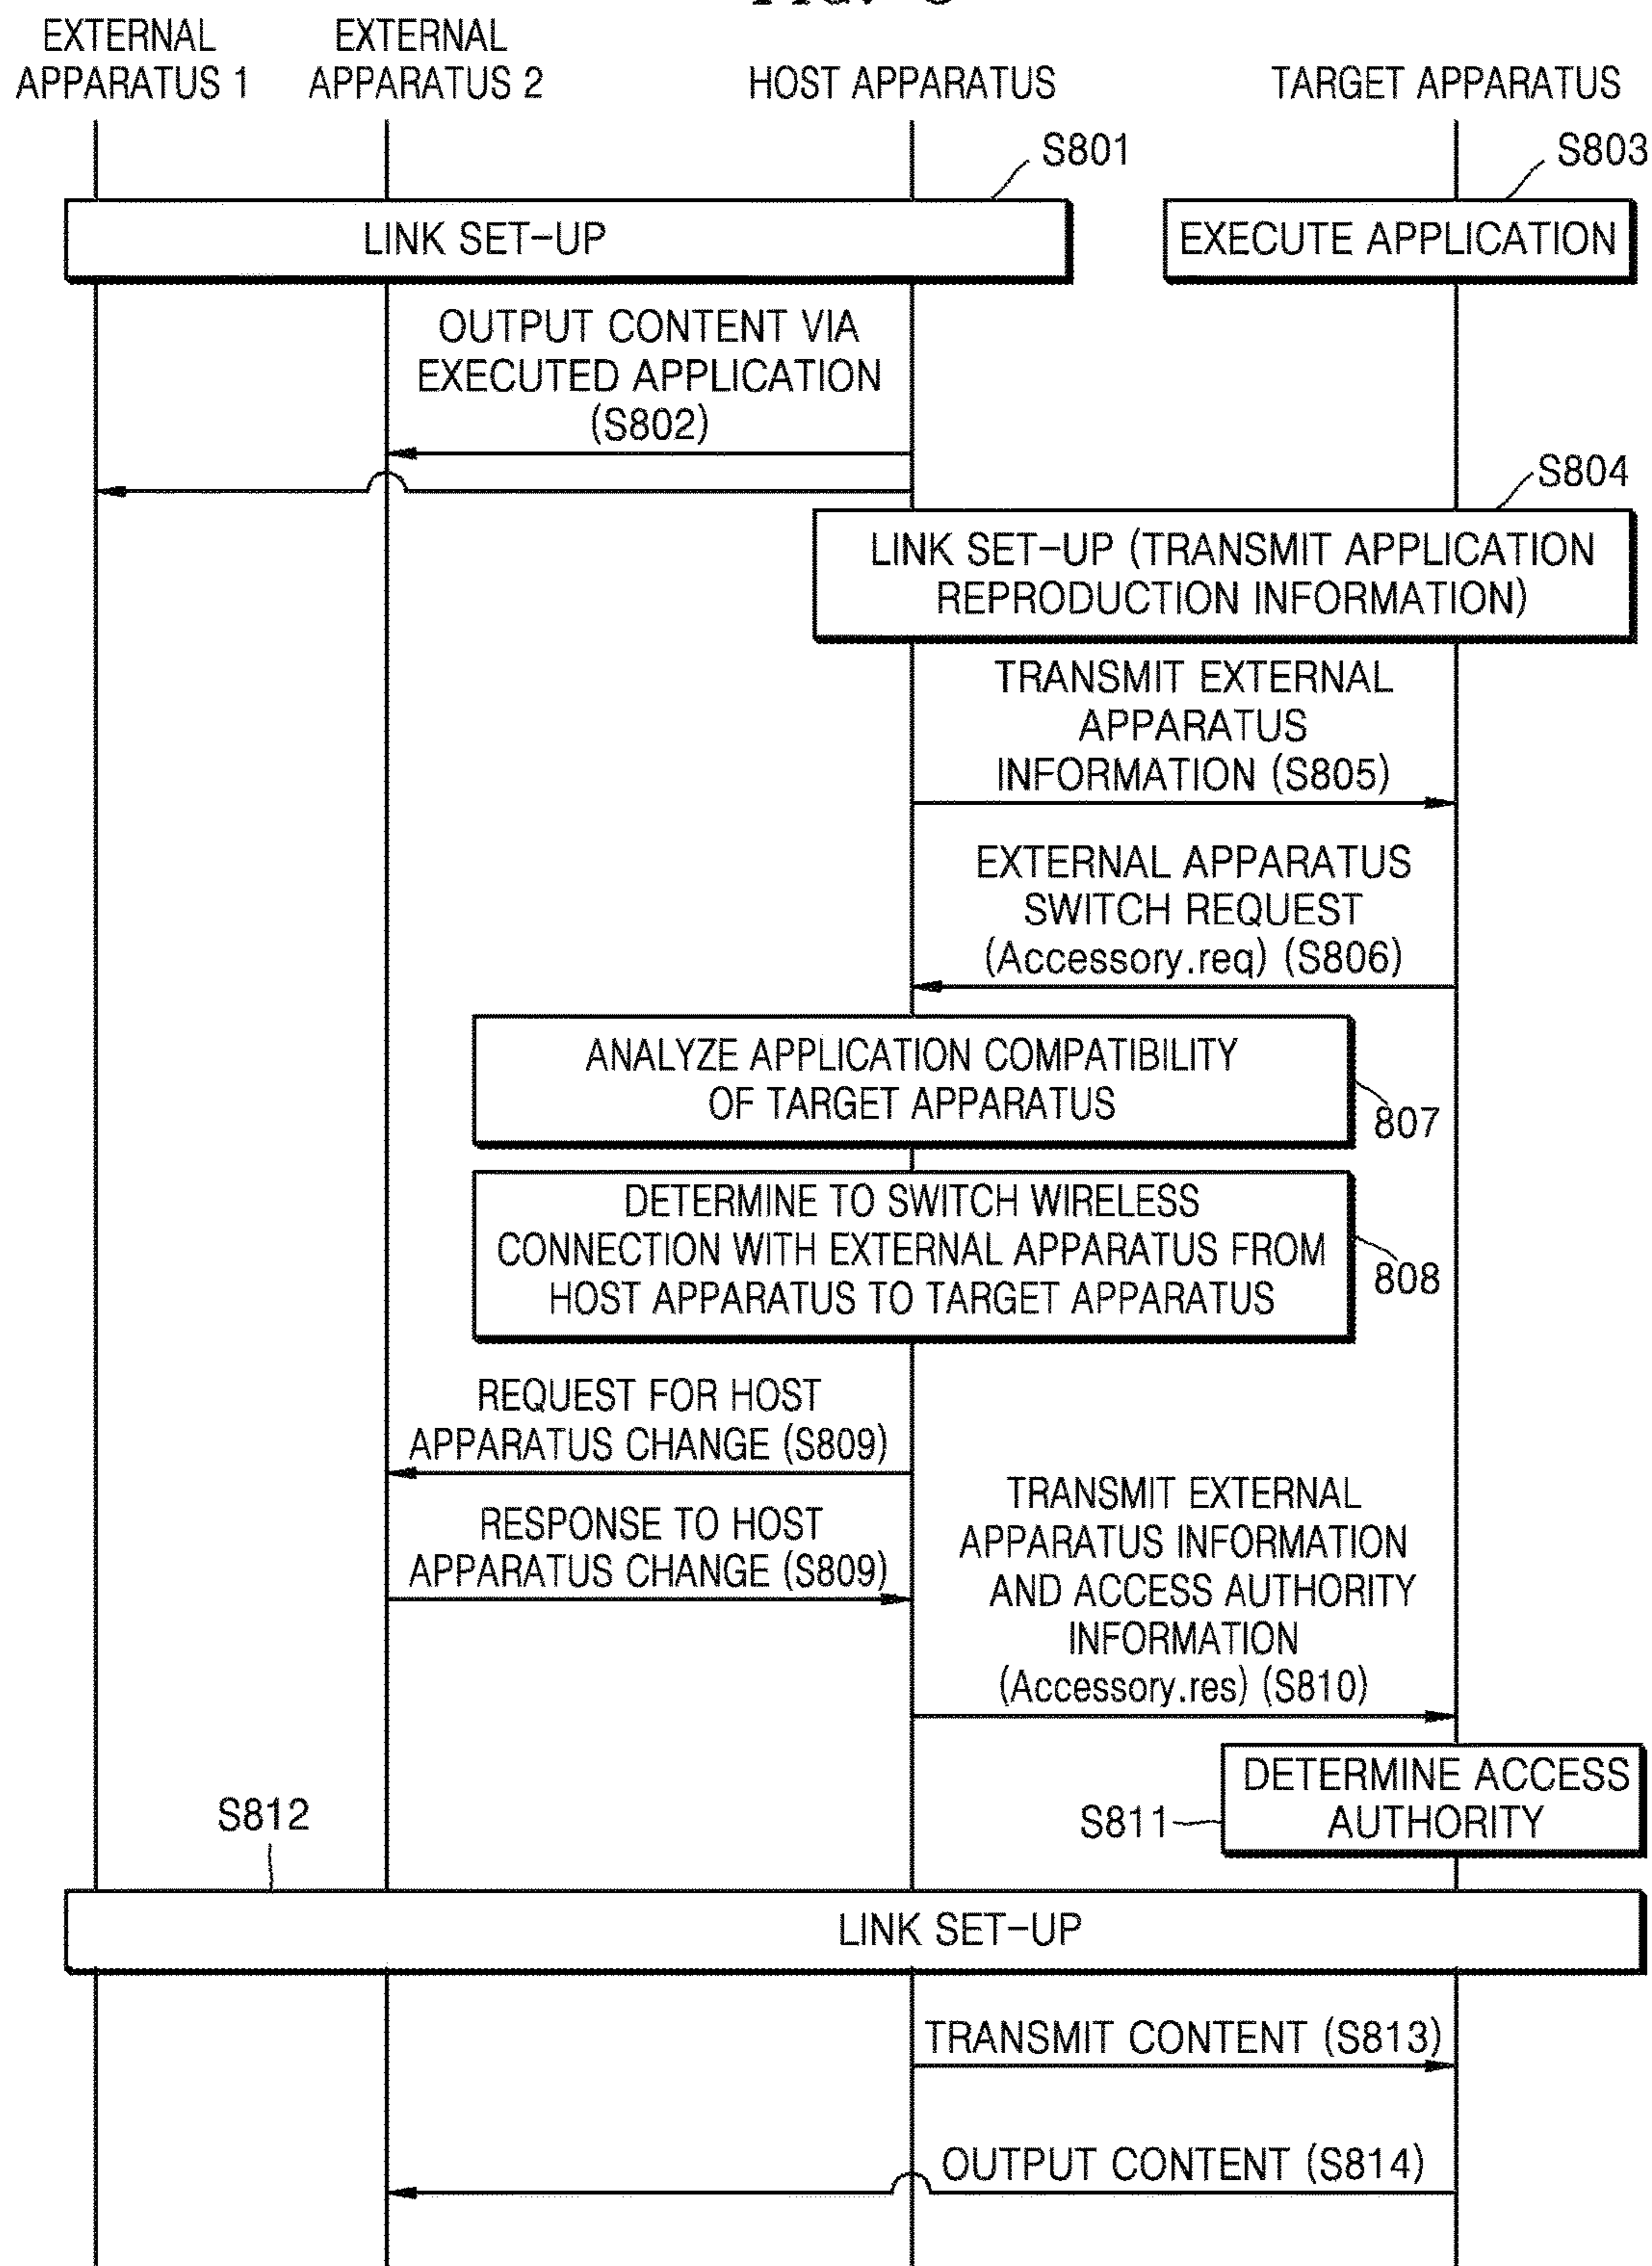 EXTERNAL
APPARATUS 1
EXTERNAL
APPARATUS 2
HOST APPARATUS
TARGET APPARATUS
S801
S803
LINK SET-UP
EXECUTE APPLICATION
OUTPUT CONTENT VIA
EXECUTED APPLICATION
(S802)
S804
LINK SET-UP (TRANSMIT APPLICATION
REPRODUCTION INFORMATION)
TRANSMIT EXTERNAL
APPARATUS
INFORMATION (S805)
EXTERNAL APPARATUS
SWITCH REQUEST
(Accessory.req) (S806)
ANALYZE APPLICATION COMPATIBILITY
OF TARGET APPARATUS
807
DETERMINE TO SWITCH WIRELESS
CONNECTION WITH EXTERNAL APPARATUS FROM
HOST APPARATUS TO TARGET APPARATUS
808
REQUEST FOR HOST
APPARATUS CHANGE (S809)
RESPONSE TO HOST
APPARATUS CHANGE (S809)
TRANSMIT EXTERNAL
APPARATUS INFORMATION
AND ACCESS AUTHORITY
INFORMATION
(Accessory.res) (S810)
DETERMINE ACCESS
AUTHORITY
S811
S812
LINK SET-UP
TRANSMIT CONTENT (S813)
OUTPUT CONTENT (S814)